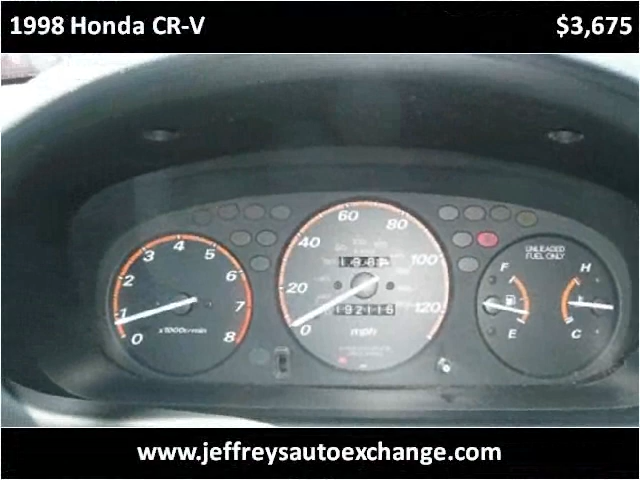 1998 Honda CR-V $3,675
0 1 2 3 4 5 6 7 8
x1000r/min
0 20 40 60 80 100 120
192116
mph
UNLEADED
FUEL ONLY
F H
E C
www.jeffreysautoexchange.com